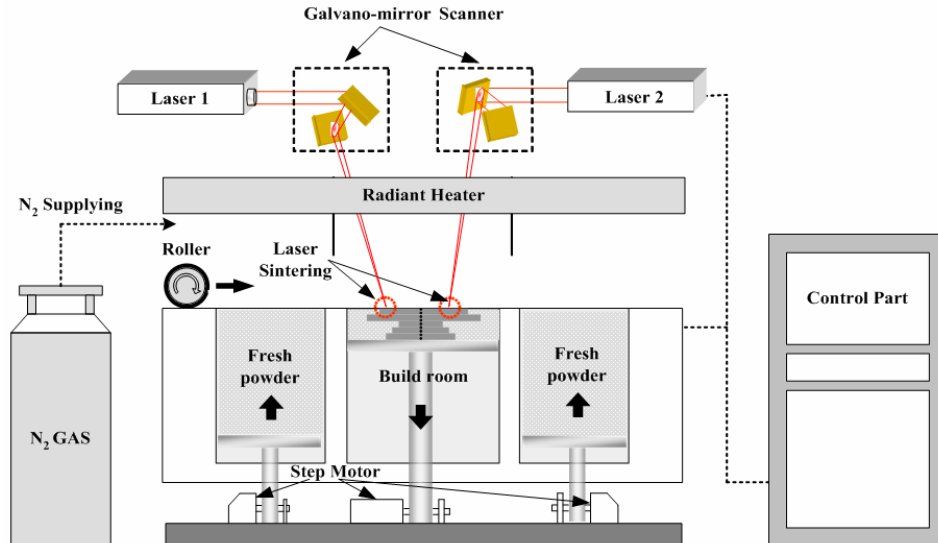 Galvano-mirror Scanner
Laser 1
Laser 2
Radiant Heater
N₂ Supplying
Roller
Laser
Sintering
Control Part
Fresh
powder
Build room
Fresh
powder
N₂ GAS
Step Motor